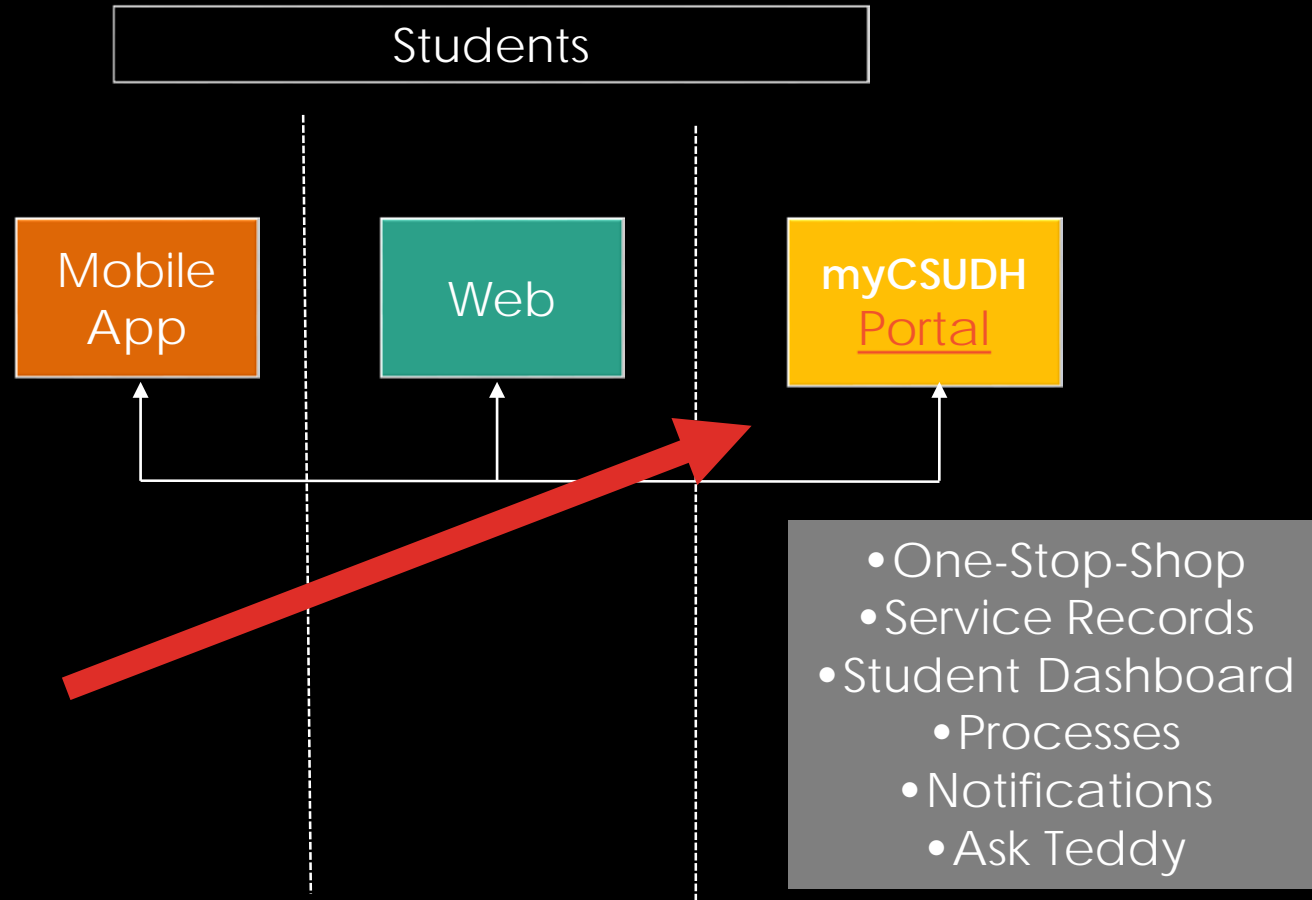 Students
Mobile
App
Web
myCSUDH
Portal
•One-Stop-Shop
•Service Records
•Student Dashboard
•Processes
•Notifications
•Ask Teddy